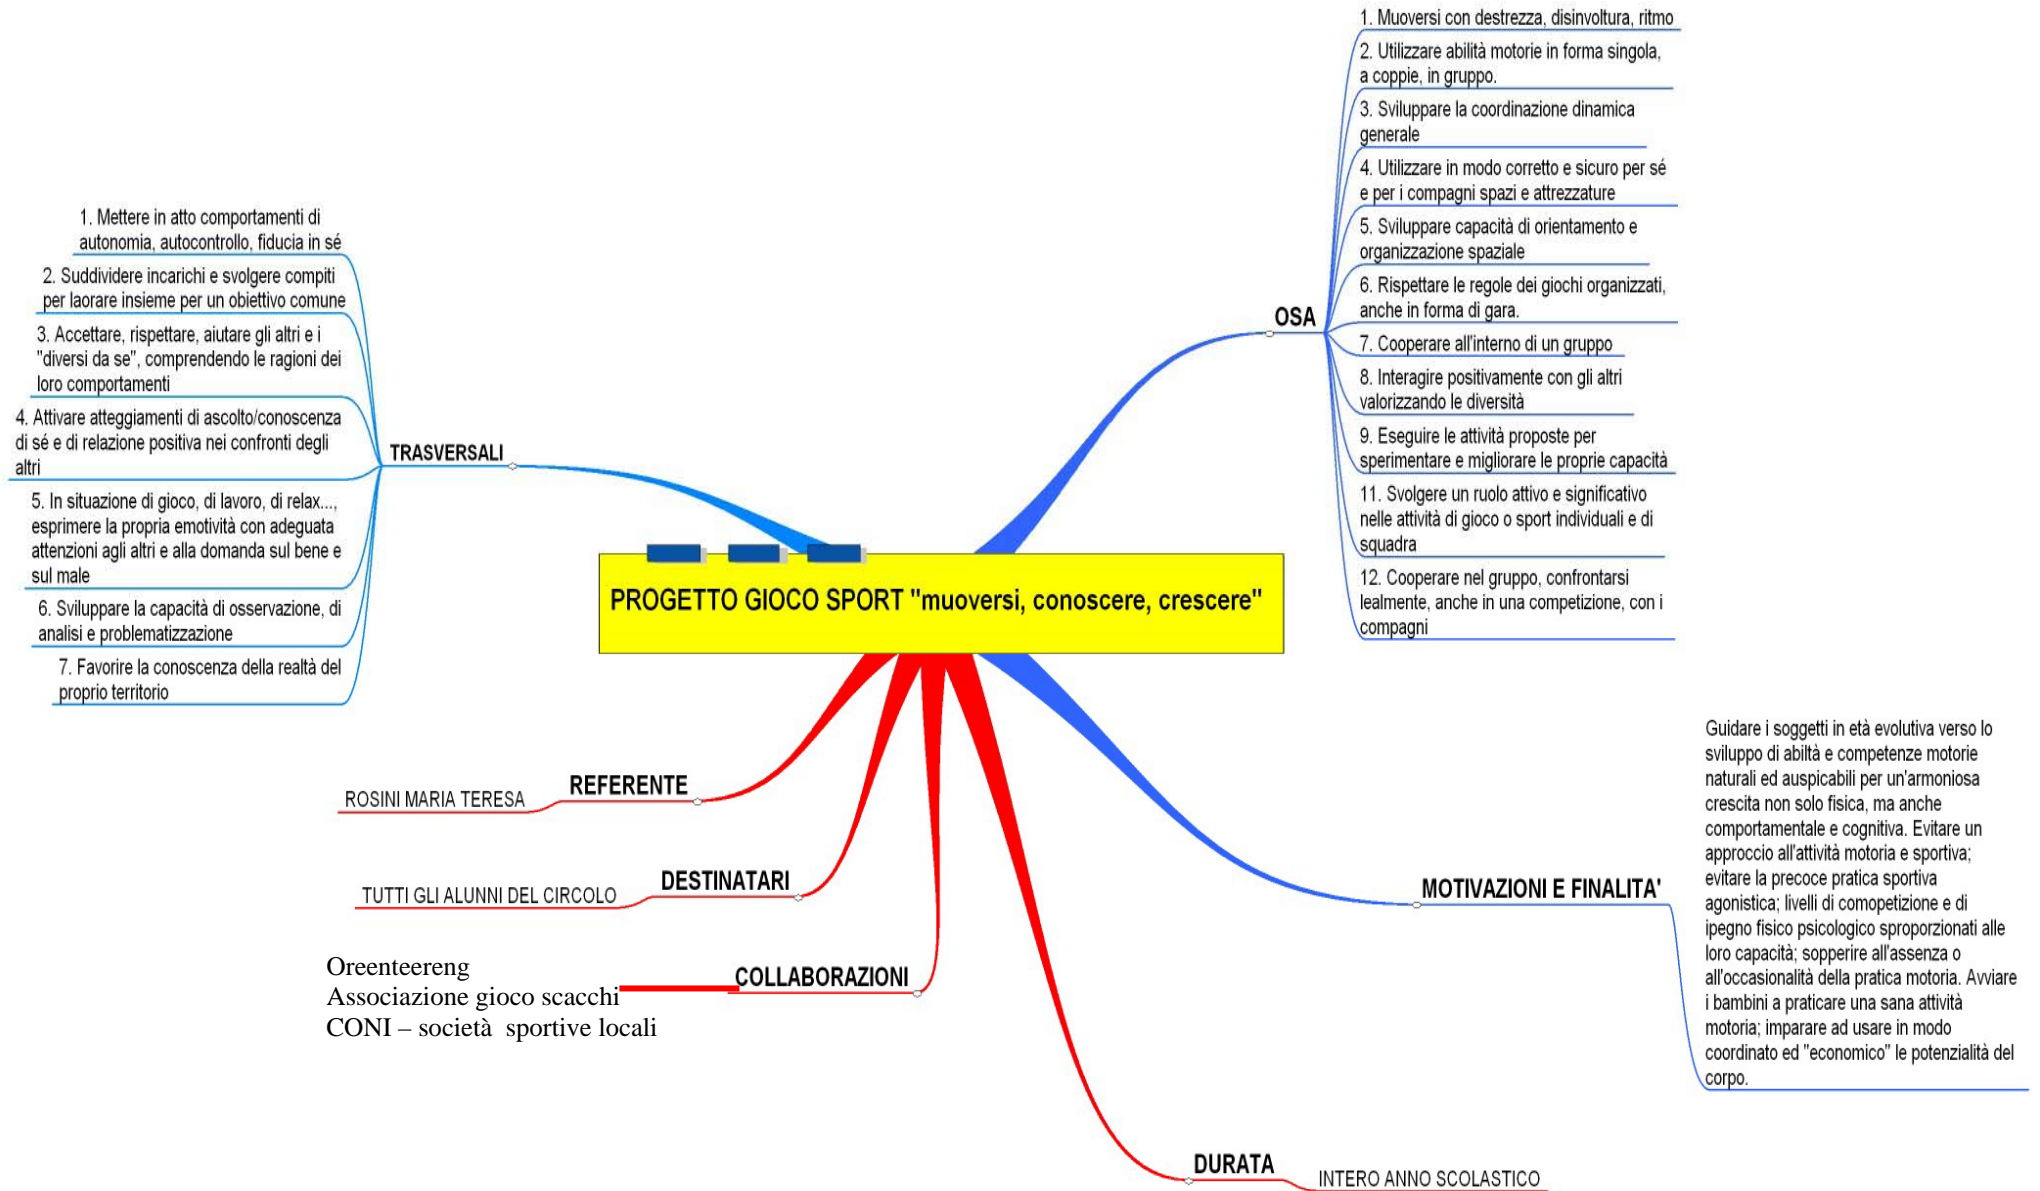 1. Muoversi con destrezza, disinvoltura, ritmo
2. Utilizzare abilità motorie in forma singola,
a coppie, in gruppo.
3. Sviluppare la coordinazione dinamica
generale
4. Utilizzare in modo corretto e sicuro per sé
e per i compagni spazi e attrezzature
5. Sviluppare capacità di orientamento e
organizzazione spaziale
6. Rispettare le regole dei giochi organizzati,
anche in forma di gara.
OSA
7. Cooperare all'interno di un gruppo
8. Interagire positivamente con gli altri
valorizzando le diversità
9. Eseguire le attività proposte per
sperimentare e migliorare le proprie capacità
11. Svolgere un ruolo attivo e significativo
nelle attività di gioco o sport individuali e di
squadra
12. Cooperare nel gruppo, confrontarsi
lealmente, anche in una competizione, con i
compagni
1. Mettere in atto comportamenti di
autonomia, autocontrollo, fiducia in sé
2. Suddividere incarichi e svolgere compiti
per laorare insieme per un obiettivo comune
3. Accettare, rispettare, aiutare gli altri e i
"diversi da se", comprendendo le ragioni dei
loro comportamenti
4. Attivare atteggiamenti di ascolto/conoscenza
di sé e di relazione positiva nei confronti degli
altri
TRASVERSALI
5. In situazione di gioco, di lavoro, di relax...,
esprimere la propria emotività con adeguata
attenzioni agli altri e alla domanda sul bene e
sul male
6. Sviluppare la capacità di osservazione, di
analisi e problematizzazione
7. Favorire la conoscenza della realtà del
proprio territorio
PROGETTO GIOCO SPORT "muoversi, conoscere, crescere"
REFERENTE
ROSINI MARIA TERESA
DESTINATARI
TUTTI GLI ALUNNI DEL CIRCOLO
COLLABORAZIONI
Oreenteereng
Associazione gioco scacchi
CONI – società  sportive locali
MOTIVAZIONI E FINALITA'
Guidare i soggetti in età evolutiva verso lo
sviluppo di abiltà e competenze motorie
naturali ed auspicabili per un'armoniosa
crescita non solo fisica, ma anche
comportamentale e cognitiva. Evitare un
approccio all'attività motoria e sportiva;
evitare la precoce pratica sportiva
agonistica; livelli di comopetizione e di
ipegno fisico psicologico sproporzionati alle
loro capacità; sopperire all'assenza o
all'occasionalità della pratica motoria. Avviare
i bambini a praticare una sana attività
motoria; imparare ad usare in modo
coordinato ed "economico" le potenzialità del
corpo.
DURATA
INTERO ANNO SCOLASTICO